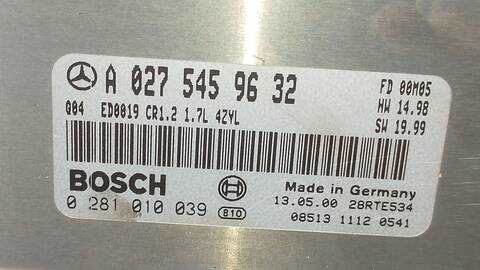 A 027 545 96 32
FD 00M05
Q04 ED0019 CR1.2 1.7L 4ZYL
HW 14.98
SW 19.99
BOSCH
Made in Germany
0 281 010 039
810
13.05.00 28RTE534
08513 1112 0541